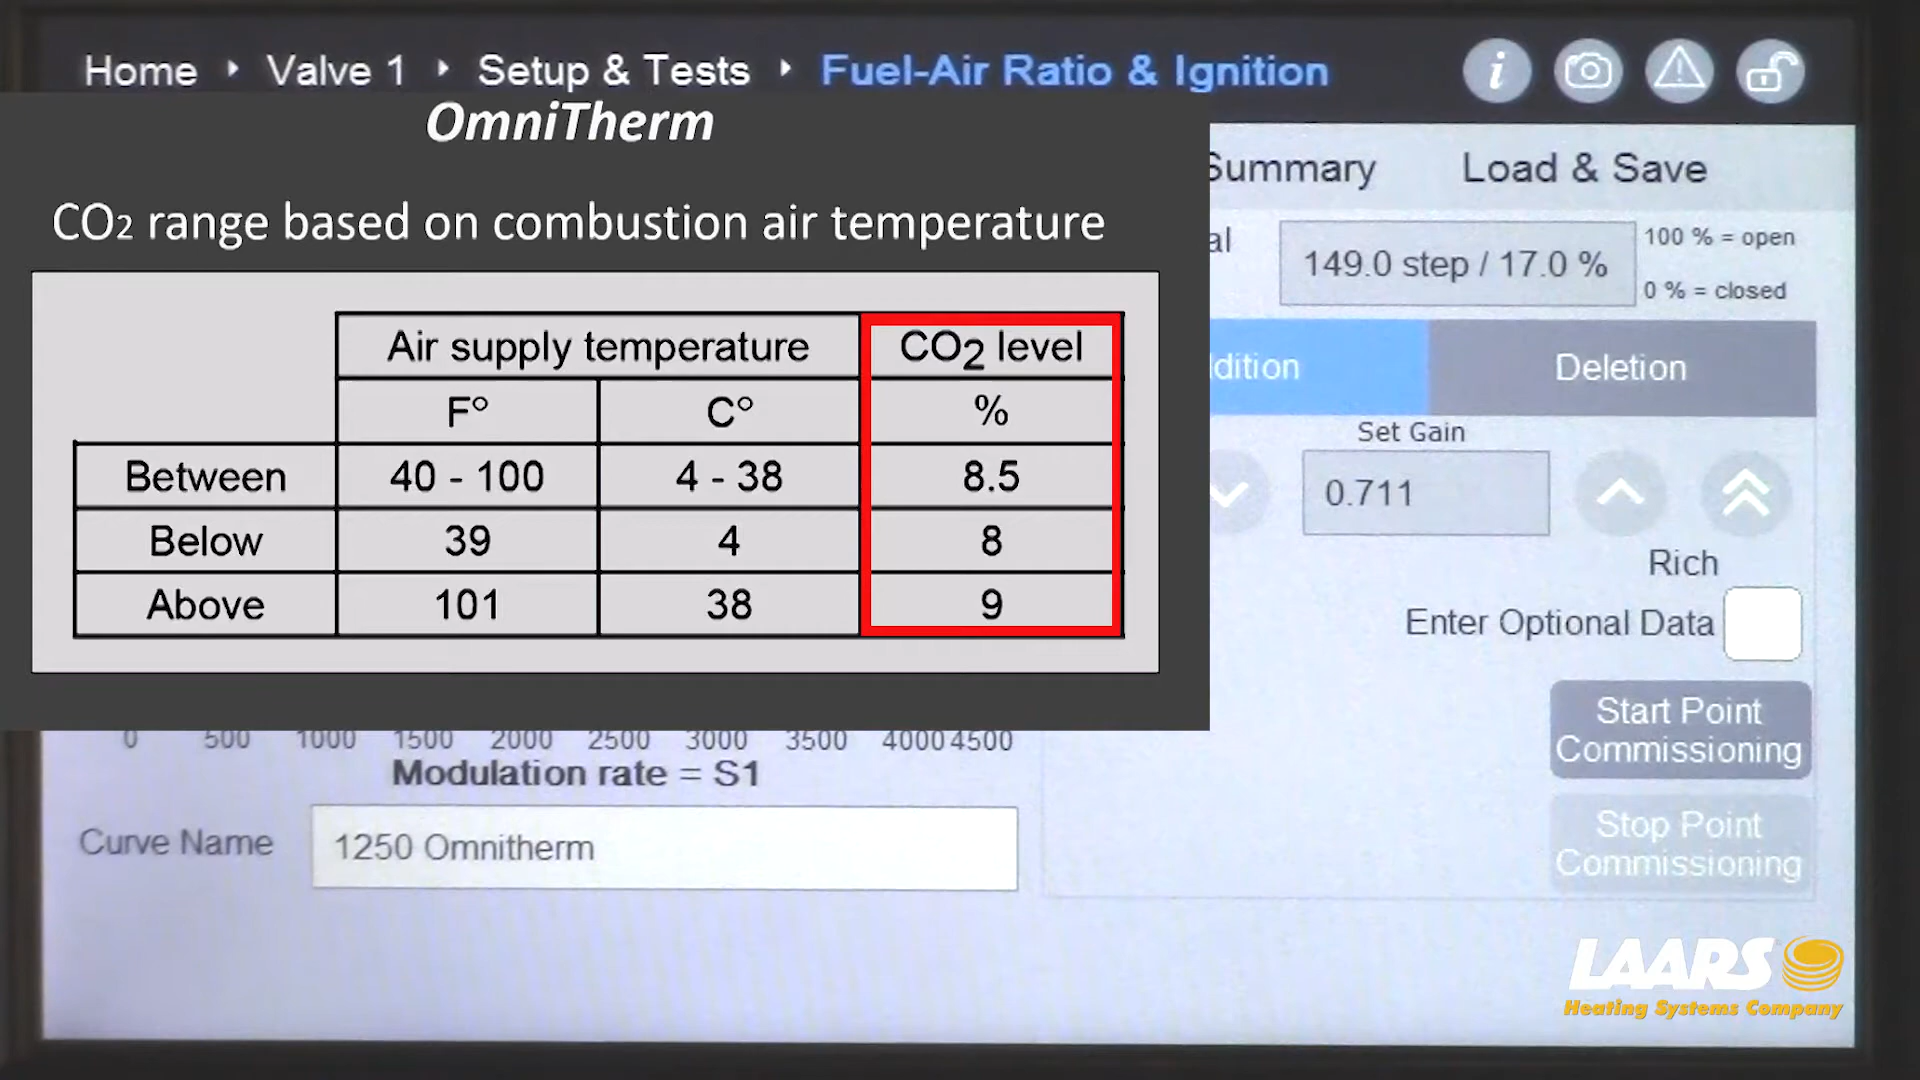 Home ‣ Valve 1 ‣ Setup & Tests ‣ Fuel-Air Ratio & Ignition
OmniTherm
CO2 range based on combustion air temperature
Air supply temperature CO2 level
F° C° %
Between 40 - 100 4 - 38 8.5
Below 39 4 8
Above 101 38 9
Summary Load & Save
149.0 step / 17.0 %
100 % = open
0 % = closed
Deletion
Set Gain
0.711
Rich
Enter Optional Data
Start Point
Commissioning
Stop Point
Commissioning
0 500 1000 1500 2000 2500 3000 3500 4000 4500
Modulation rate = S1
Curve Name 1250 Omnitherm
LAARS
Heating Systems Company